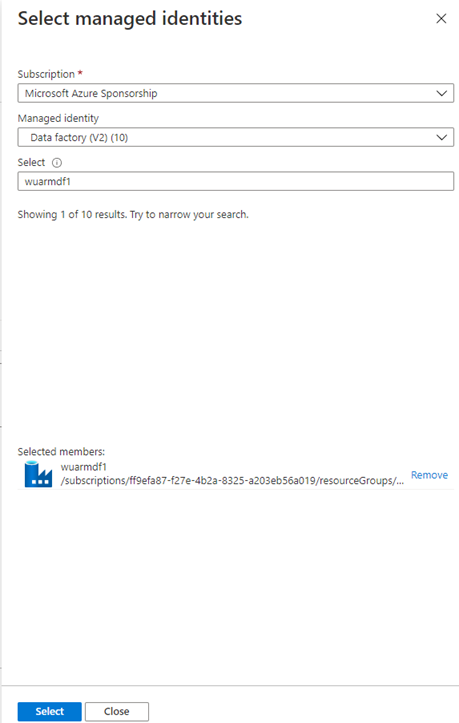 Select managed identities
Subscription *
Microsoft Azure Sponsorship
Managed identity
Data factory (V2) (10)
Select
wuarmdf1
Showing 1 of 10 results. Try to narrow your search.
Selected members:
wuarmdf1
/subscriptions/ff9efa87-f27e-4b2a-8325-a203eb56a019/resourceGroups/...
Remove
Select
Close